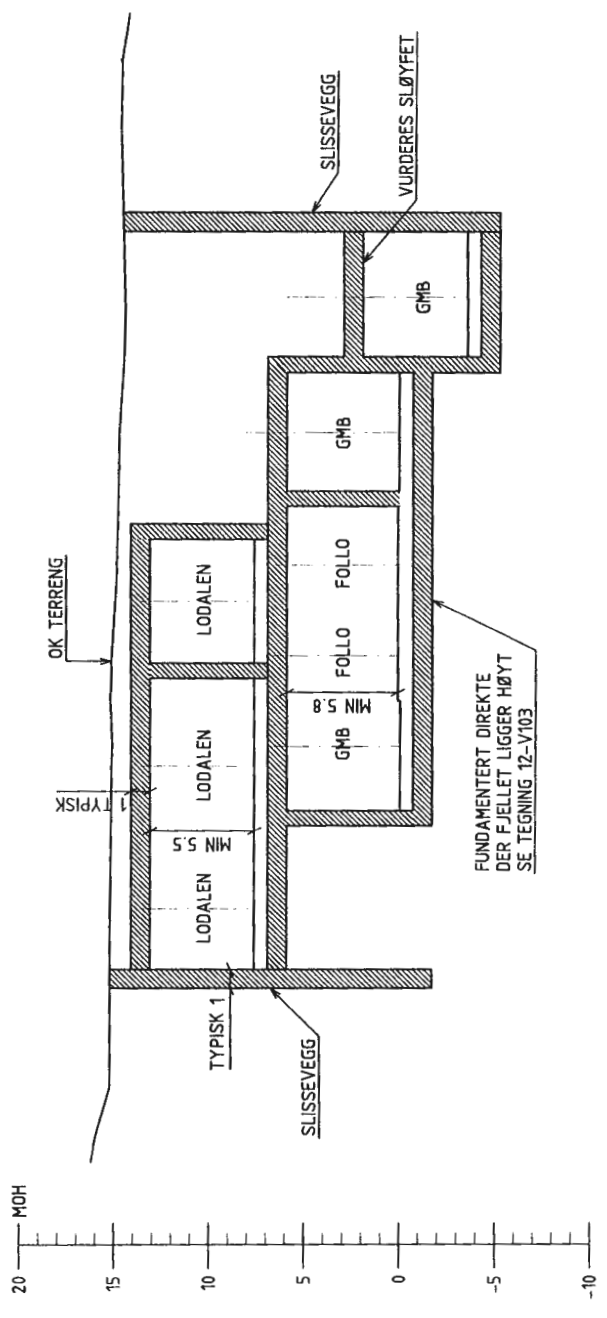 MOH
20
15
10
5
0
-5
-10
OK TERRENG
1 TYPISK
LODALEN
LODALEN
LODALEN
MIN 5.5
TYPISK 1
SLISSEVEGG
GMB
FOLLO
FOLLO
GMB
MIN 5.8
GMB
SLISSEVEGG
VURDERES SLØYFET
FUNDAMENTERT DIREKTE
DER FJELLET LIGGER HØYT
SE TEGNING 12-V103